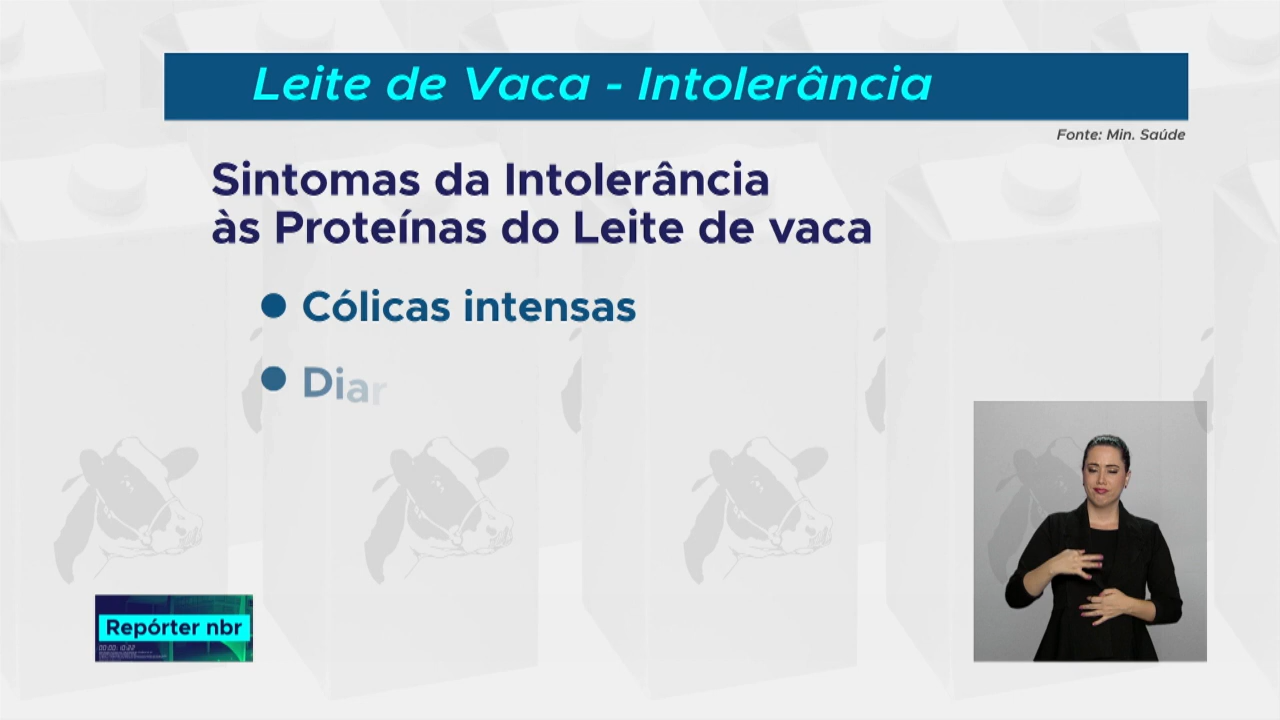 Leite de Vaca - Intolerância
Fonte: Min. Saúde
Sintomas da Intolerância
às Proteínas do Leite de vaca
● Cólicas intensas
● Diar
Repórter nbr